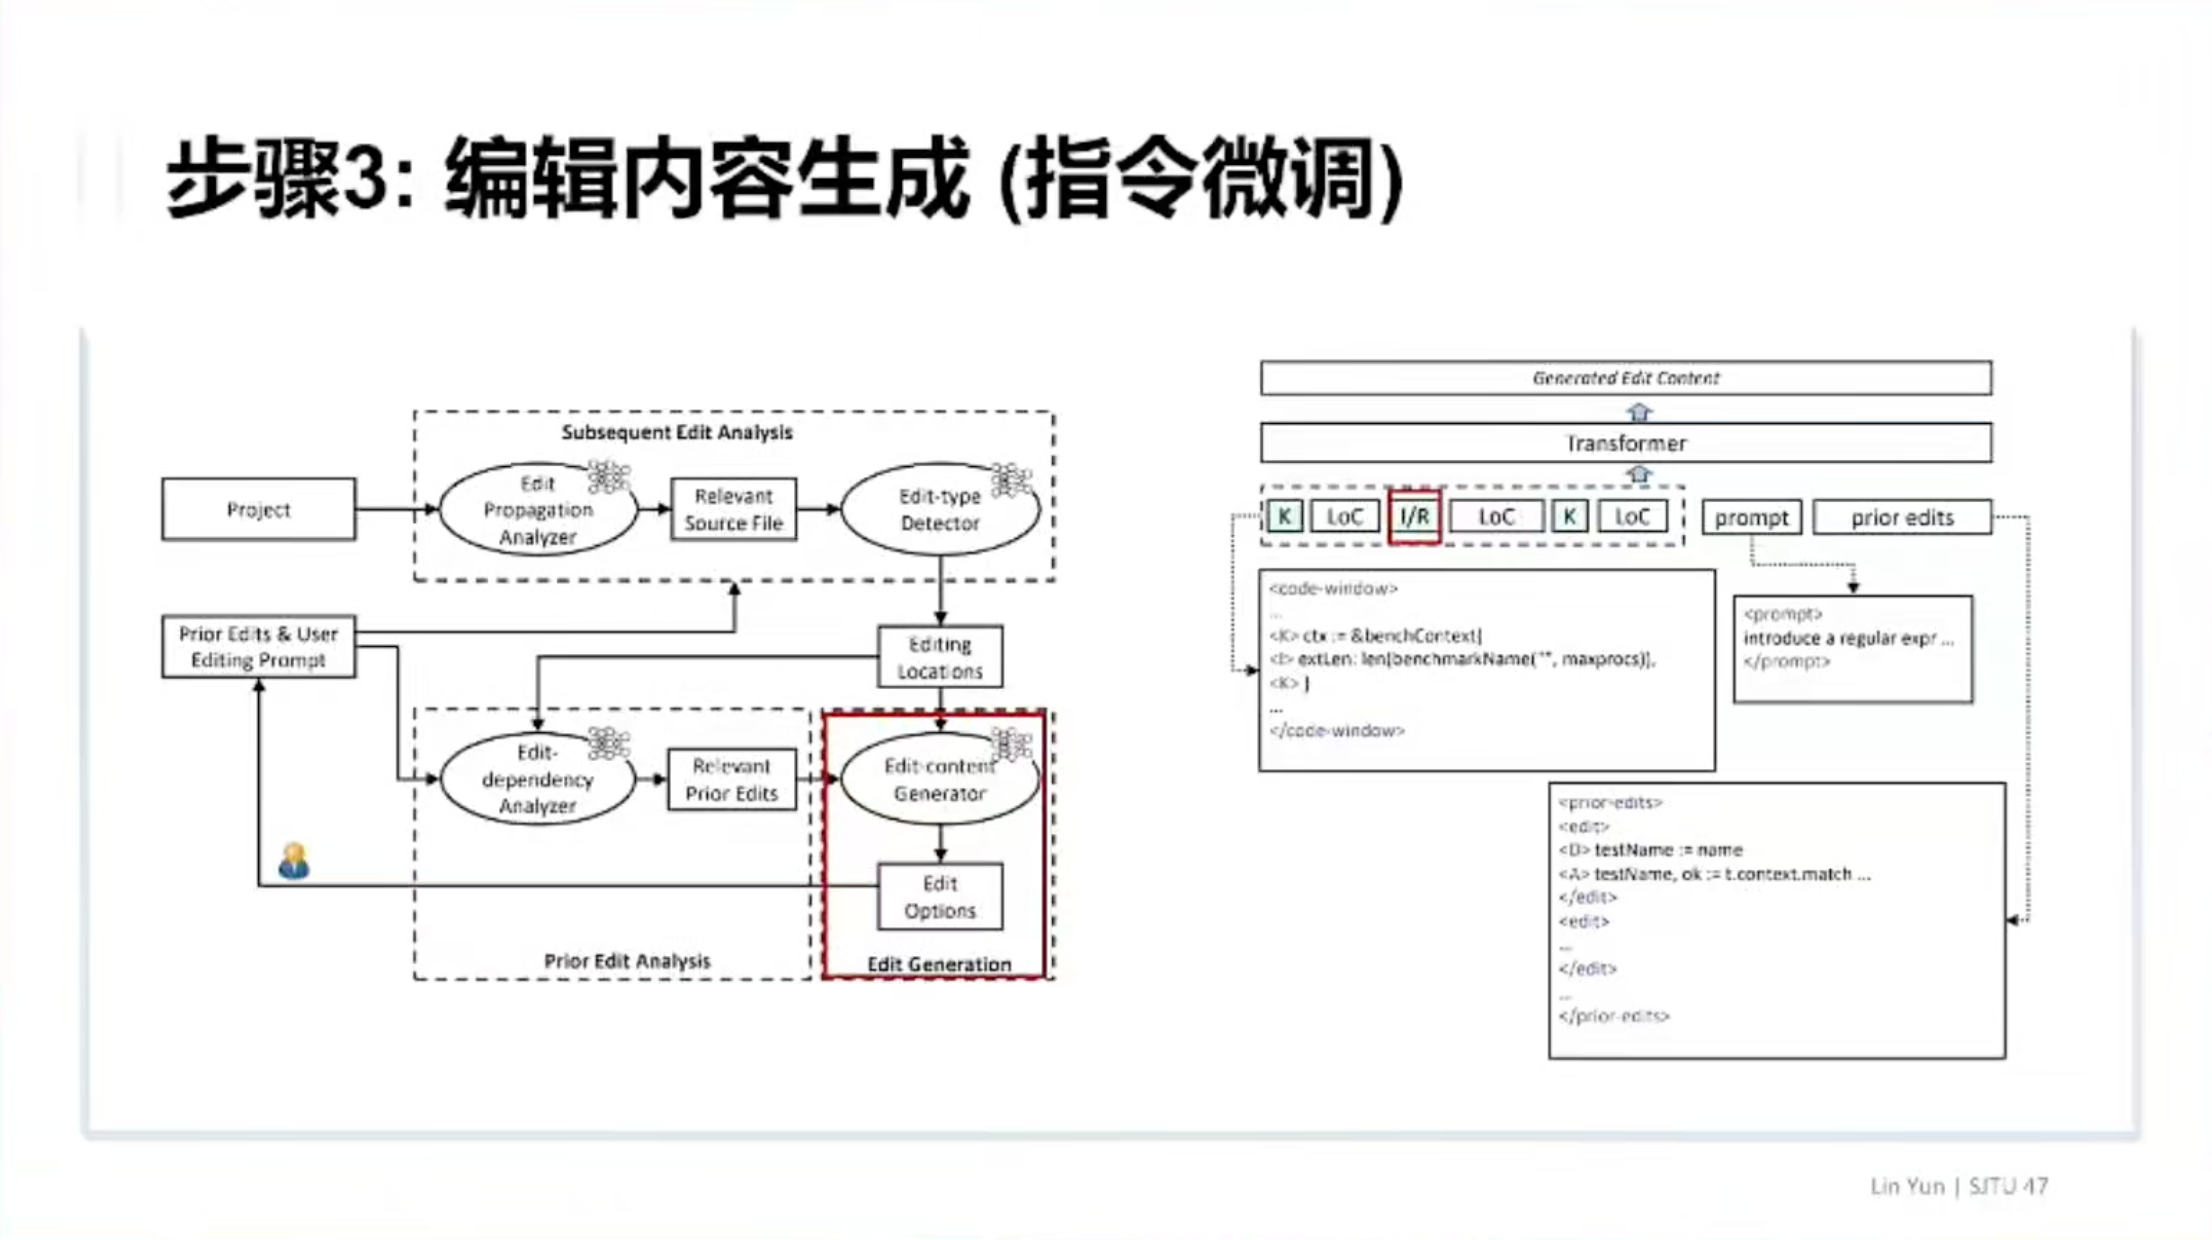 步骤3: 编辑内容生成 (指令微调)
Subsequent Edit Analysis
Project
Edit
Propagation
Analyzer
Relevant
Source File
Edit-type
Detector
Prior Edits & User
Editing Prompt
Editing
Locations
Edit-
dependency
Analyzer
Relevant
Prior Edits
Edit-content
Generator
Edit
Options
Prior Edit Analysis
Edit Generation
Generated Edit Content
Transformer
K LoC I/R LoC K LoC prompt prior edits
<code-window>
...
<K> ctx := &benchContext{
<I> extLen: len(benchmarkName("", maxprocs)),
<K> }
...
</code-window>
<prompt>
introduce a regular expr ...
</prompt>
<prior-edits>
<edit>
<D> testName := name
<A> testName, ok := t.context.match ...
</edit>
<edit>
...
</edit>
...
</prior-edits>
Lin Yun | SJTU 47